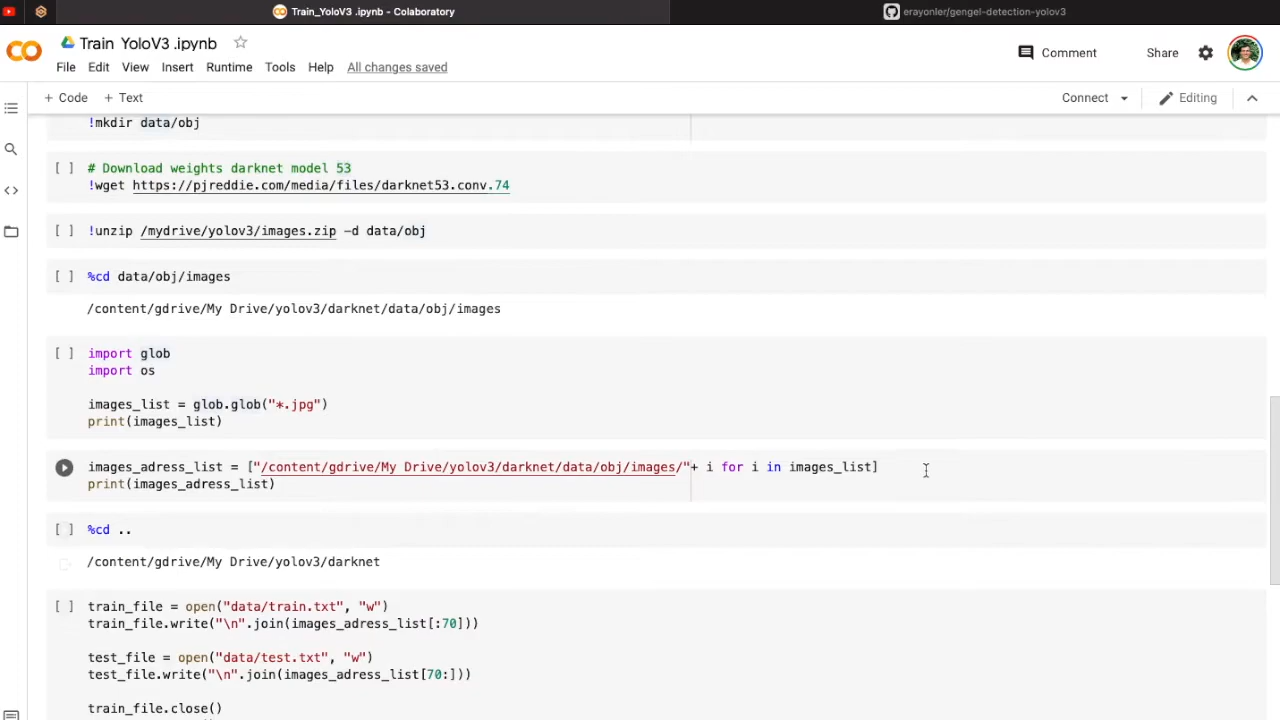 Train_YoloV3 .ipynb - Colaboratory
erayonler/gengel-detection-yolov3
Train YoloV3 .ipynb
Comment
Share
File Edit View Insert Runtime Tools Help All changes saved
+ Code + Text
Connect
Editing
!mkdir data/obj
[ ] # Download weights darknet model 53
!wget https://pjreddie.com/media/files/darknet53.conv.74
[ ] !unzip /mydrive/yolov3/images.zip -d data/obj
[ ] %cd data/obj/images
/content/gdrive/My Drive/yolov3/darknet/data/obj/images
[ ] import glob
import os
images_list = glob.glob("*.jpg")
print(images_list)
images_adress_list = ["/content/gdrive/My Drive/yolov3/darknet/data/obj/images/"+ i for i in images_list]
print(images_adress_list)
[ ] %cd ..
/content/gdrive/My Drive/yolov3/darknet
[ ] train_file = open("data/train.txt", "w")
train_file.write("\n".join(images_adress_list[:70]))
test_file = open("data/test.txt", "w")
test_file.write("\n".join(images_adress_list[70:]))
train_file.close()